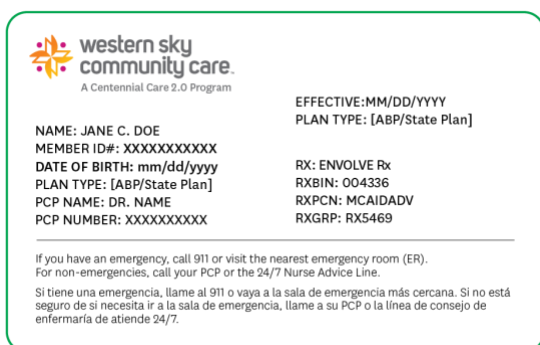 western sky
community care.
A Centennial Care 2.0 Program
EFFECTIVE:MM/DD/YYYY
PLAN TYPE: [ABP/State Plan]
NAME: JANE C. DOE
MEMBER ID#: XXXXXXXXXXX
DATE OF BIRTH: mm/dd/yyyy
PLAN TYPE: [ABP/State Plan]
PCP NAME: DR. NAME
PCP NUMBER: XXXXXXXXXX
RX: ENVOLVE Rx
RXBIN: 004336
RXPCN: MCAIDADV
RXGRP: RX5469
If you have an emergency, call 911 or visit the nearest emergency room (ER).
For non-emergencies, call your PCP or the 24/7 Nurse Advice Line.
Si tiene una emergencia, llame al 911 o vaya a la sala de emergencia más cercana. Si no está
seguro de si necesita ir a la sala de emergencia, llame a su PCP o la línea de consejo de
enfermaría de atiende 24/7.